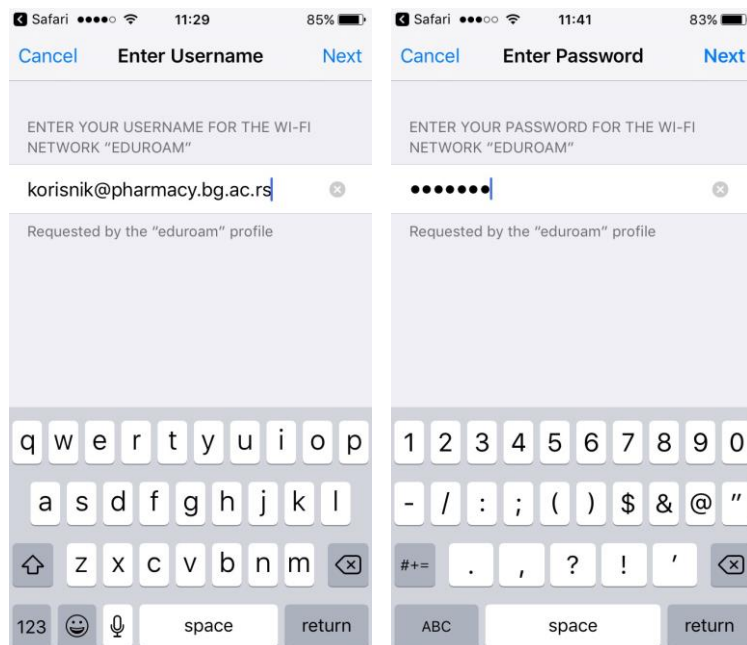 Safari 11:29 85%
Cancel Enter Username Next
ENTER YOUR USERNAME FOR THE WI-FI
NETWORK “EDUROAM”
korisnik@pharmacy.bg.ac.rs
Requested by the “eduroam” profile
q w e r t y u i o p
a s d f g h j k l
z x c v b n m
123 space return
Safari 11:41 83%
Cancel Enter Password Next
ENTER YOUR PASSWORD FOR THE WI-FI
NETWORK “EDUROAM”
●●●●●●●
Requested by the “eduroam” profile
1 2 3 4 5 6 7 8 9 0
- / : ; ( ) $ & @ "
#+= . , ? ! '
ABC space return